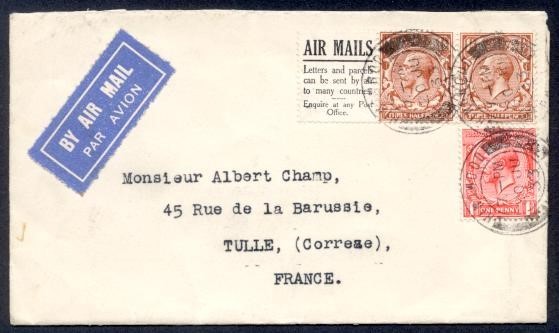 BY AIR MAIL
PAR AVION
AIR MAILS
Letters and parcels
can be sent by air
to many countries
Enquire at any Post
Office.
THREE HALFPENCE
THREE HALFPENCE
ONE PENNY
Monsieur Albert Champ,
45 Rue de la Barussie,
TULLE, (Correze),
FRANCE.